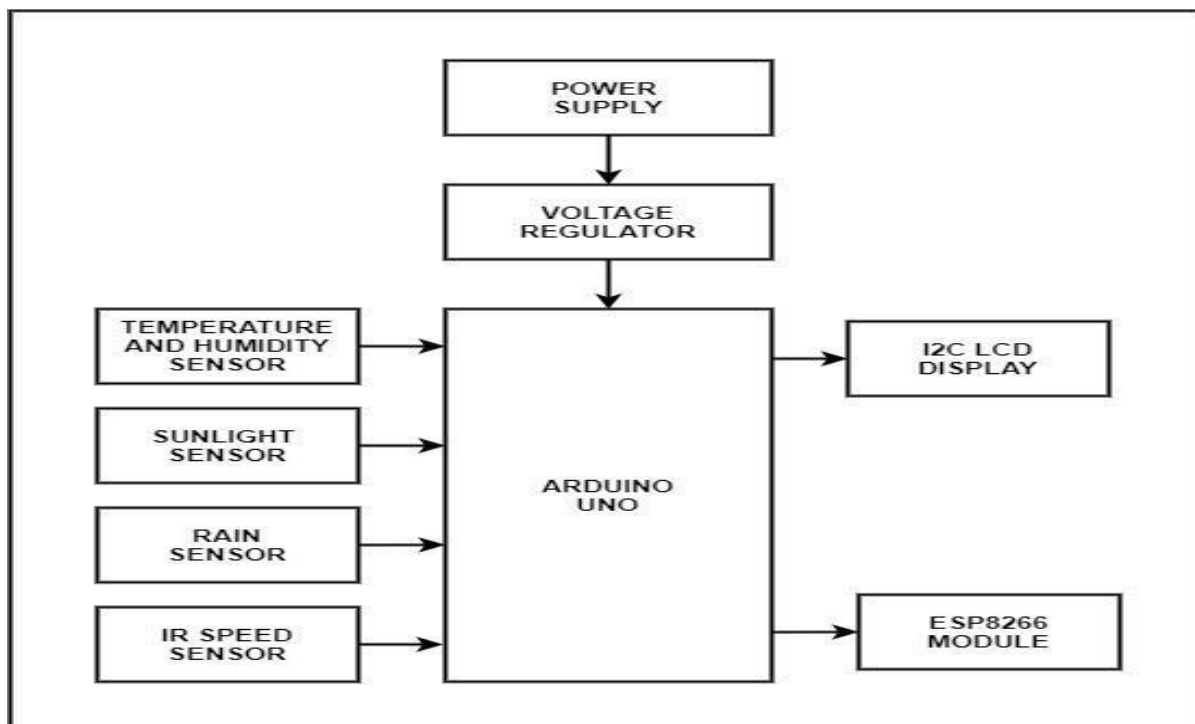 POWER
SUPPLY
VOLTAGE
REGULATOR
TEMPERATURE
AND HUMIDITY
SENSOR
SUNLIGHT
SENSOR
RAIN
SENSOR
IR SPEED
SENSOR
ARDUINO
UNO
I2C LCD
DISPLAY
ESP8266
MODULE